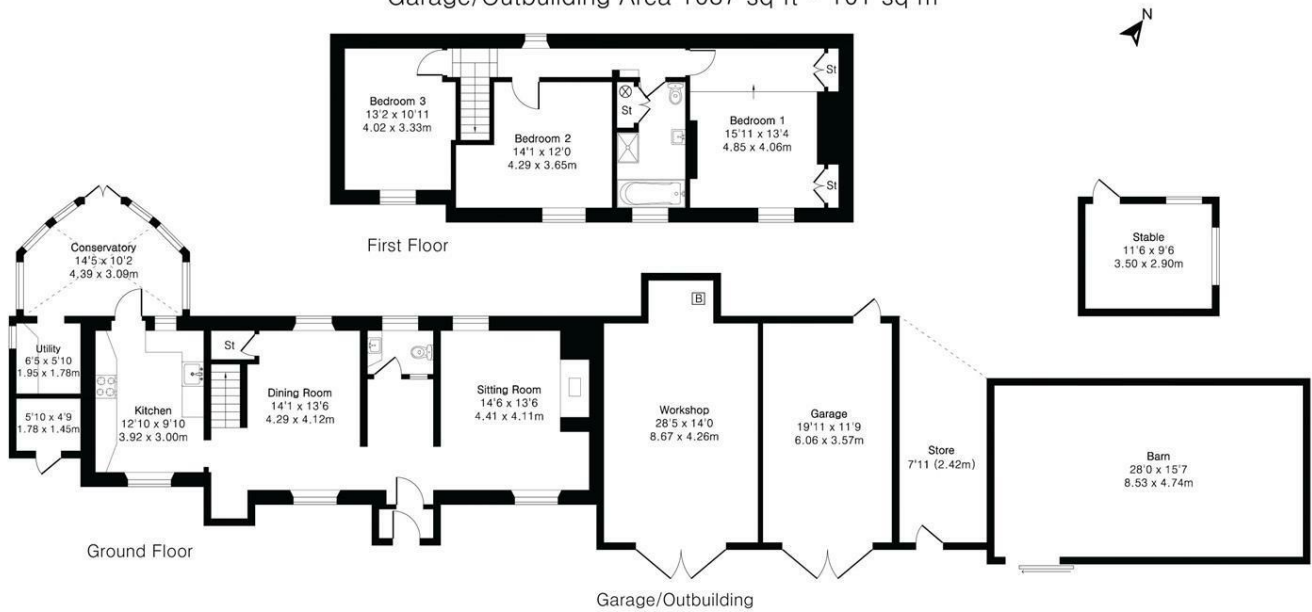 Garage/Outbuilding Area 1087 sq ft - 101 sq m
N
Bedroom 3
13'2 x 10'11
4.02 x 3.33m
Bedroom 2
14'1 x 12'0
4.29 x 3.65m
St
Bedroom 1
15'11 x 13'4
4.85 x 4.06m
St
St
First Floor
Conservatory
14'5 x 10'2
4.39 x 3.09m
Utility
6'5 x 5'10
1.95 x 1.78m
5'10 x 4'9
1.78 x 1.45m
Kitchen
12'10 x 9'10
3.92 x 3.00m
St
Dining Room
14'1 x 13'6
4.29 x 4.12m
Sitting Room
14'6 x 13'6
4.41 x 4.11m
Ground Floor
B
Workshop
28'5 x 14'0
8.67 x 4.26m
Garage
19'11 x 11'9
6.06 x 3.57m
Store
7'11 (2.42m)
Stable
11'6 x 9'6
3.50 x 2.90m
Barn
28'0 x 15'7
8.53 x 4.74m
Garage/Outbuilding